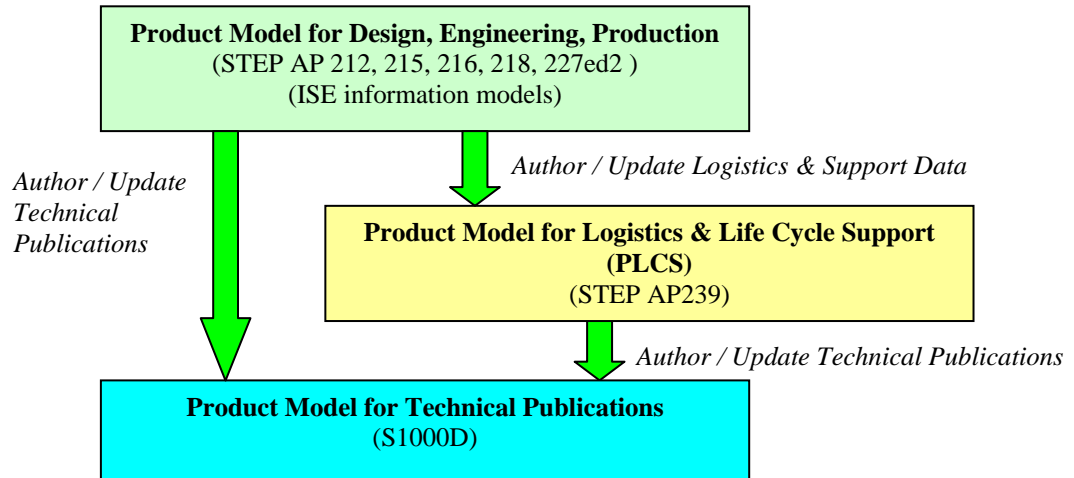 Product Model for Design, Engineering, Production
(STEP AP 212, 215, 216, 218, 227ed2 )
(ISE information models)
Author / Update
Technical
Publications
Author / Update Logistics & Support Data
Product Model for Logistics & Life Cycle Support
(PLCS)
(STEP AP239)
Author / Update Technical Publications
Product Model for Technical Publications
(S1000D)